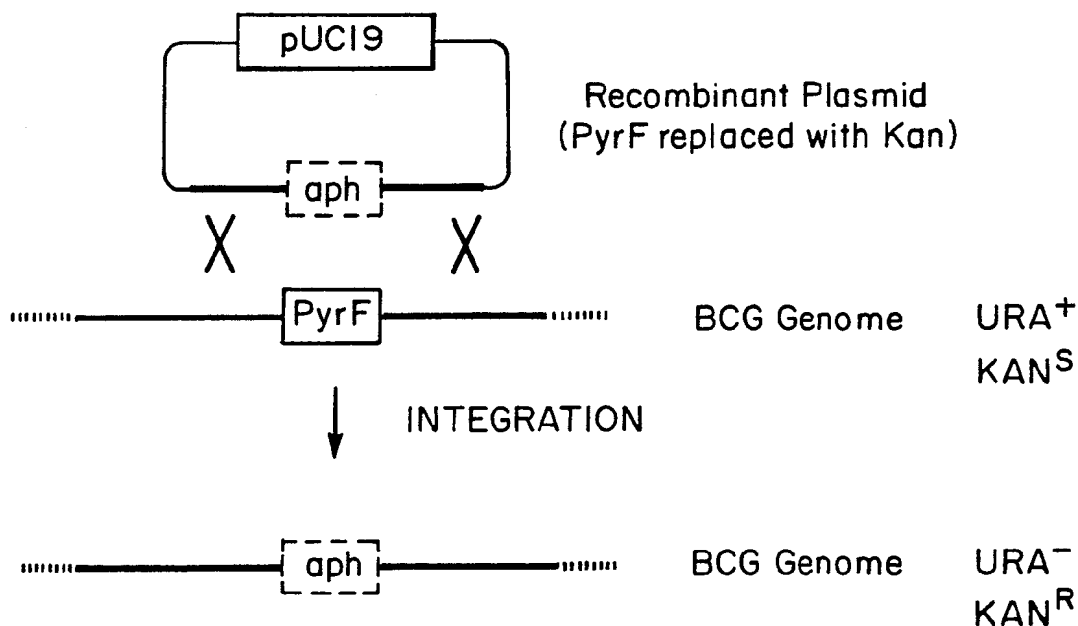 pUC19
Recombinant Plasmid
(PyrF replaced with Kan)
aph
PyrF
BCG Genome
URA+
KANS
INTEGRATION
aph
BCG Genome
URA−
KANR